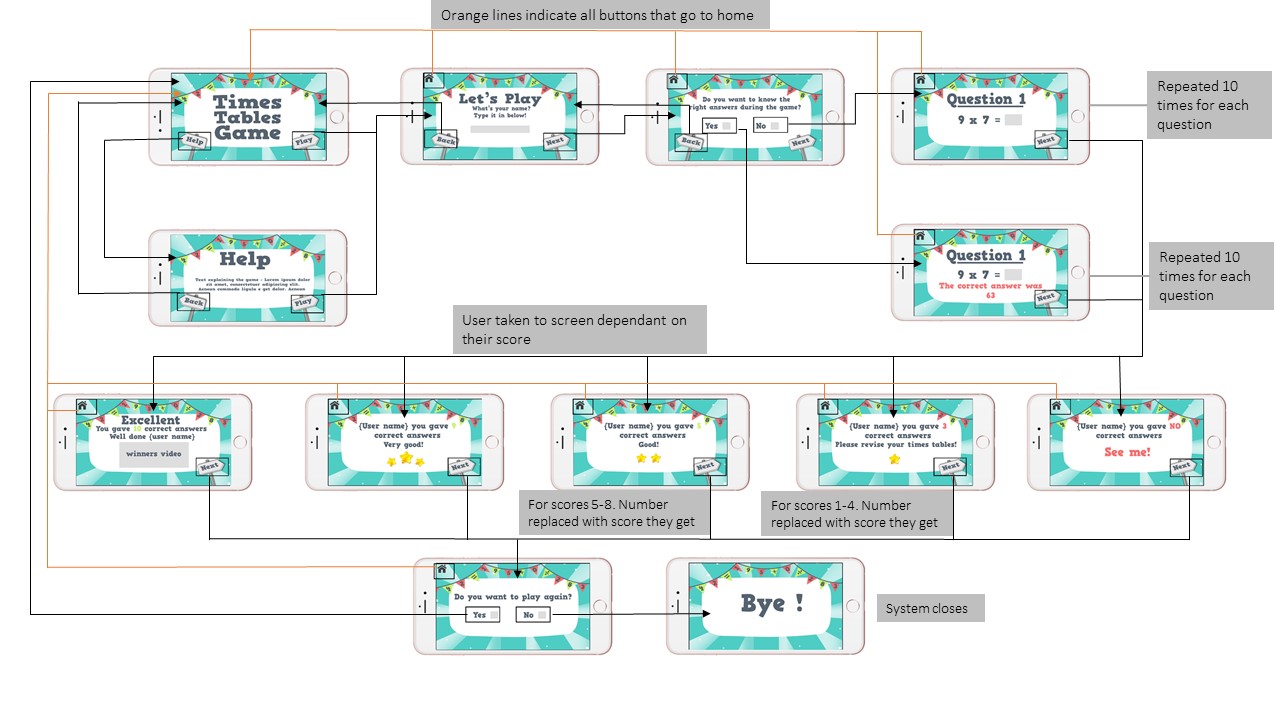 Orange lines indicate all buttons that go to home
Times
Tables
Game
Help
Play
Let's Play
What's your name?
Type it in below!
Back
Next
Do you want to know the
right answers during the game?
Yes
No
Back
Next
Question 1
9 x 7 =
Next
Repeated 10
times for each
question
Help
Text explaining the game - Lorem ipsum dolor
sit amet, consectetuer adipiscing elit.
Aenean commodo ligula e get dolor. Aenean
Back
Play
Question 1
9 x 7 =
The correct answer was
63
Next
Repeated 10
times for each
question
User taken to screen dependant on
their score
Excellent
You gave 10 correct answers
Well done {user name}
winners video
Next
{User name} you gave 9
correct answers
Very good!
Next
{User name} you gave
correct answers
Good!
Next
{User name} you gave 3
correct answers
Please revise your times tables!
Next
{User name} you gave NO
correct answers
See me!
Next
For scores 5-8. Number
replaced with score they get
For scores 1-4. Number
replaced with score they get
Do you want to play again?
Yes
No
Bye !
System closes